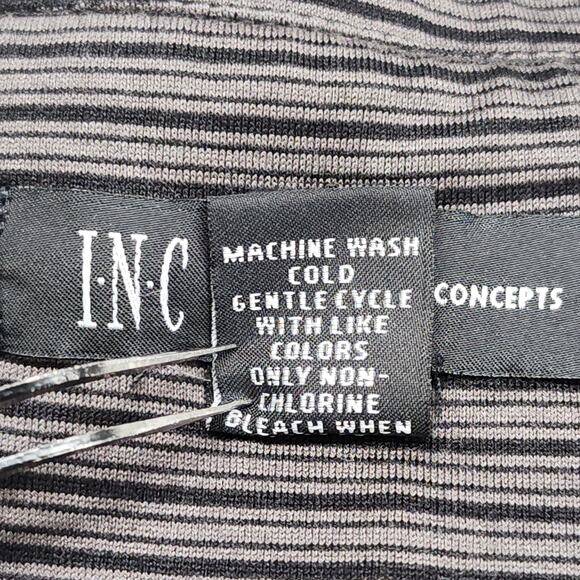 I·N·C
CONCEPTS
MACHINE WASH
COLD
GENTLE CYCLE
WITH LIKE
COLORS
ONLY NON-
CHLORINE
BLEACH WHEN